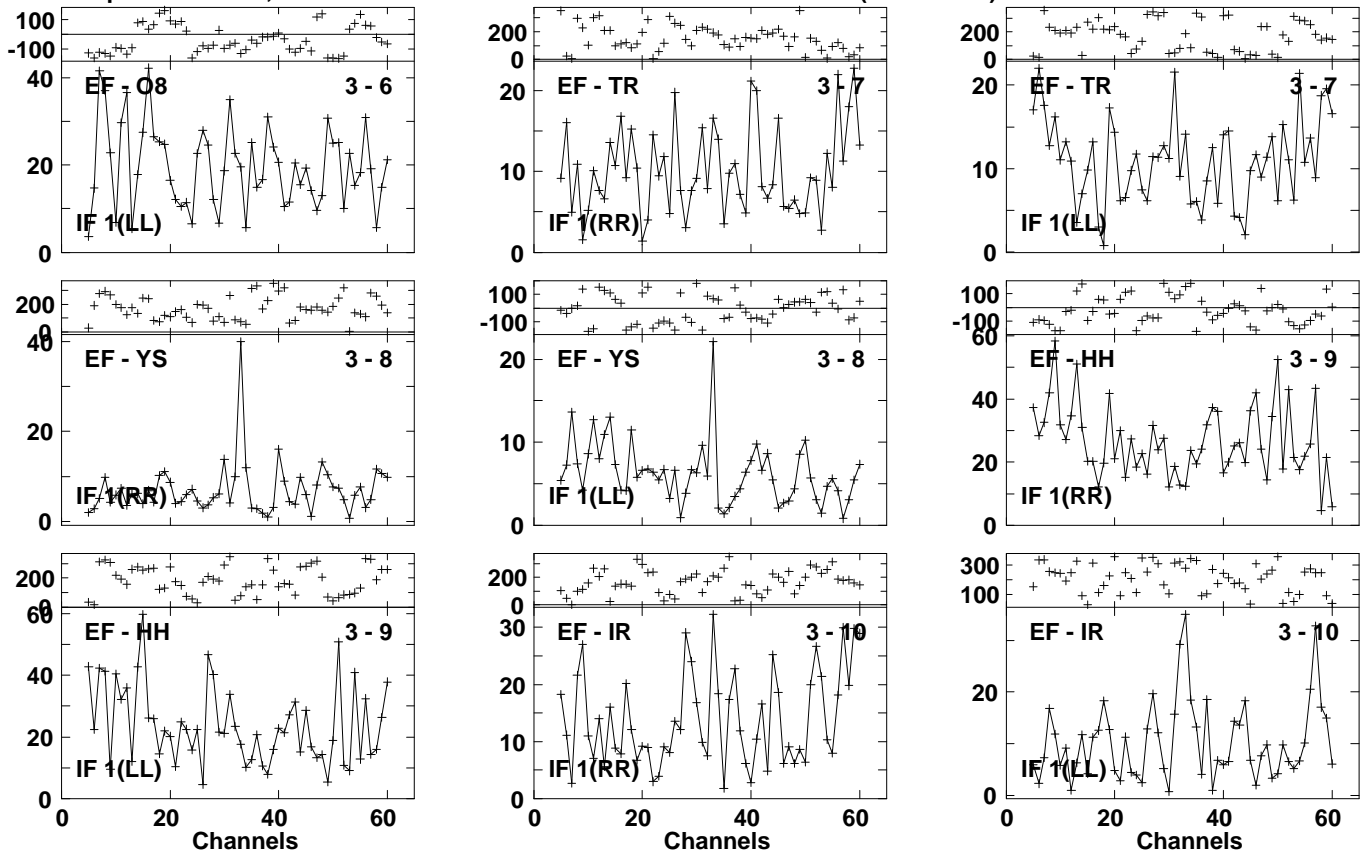 100
-100
40
20
0
EF - O8 3 - 6
IF 1(LL)
200
0
20
10
0
EF - TR 3 - 7
IF 1(RR)
200
0
20
10
0
EF - TR 3 - 7
IF 1(LL)
200
0
40
20
0
EF - YS 3 - 8
IF 1(RR)
100
-100
20
10
0
EF - YS 3 - 8
IF 1(LL)
100
-100
60
40
20
0
EF - HH 3 - 9
IF 1(RR)
200
0
60
40
20
0
EF - HH 3 - 9
IF 1(LL)
0 20 40 60
Channels
200
0
30
20
10
0
EF - IR 3 - 10
IF 1(RR)
0 20 40 60
300
100
20
0
EF - IR 3 - 10
IF 1(LL)
0 20 40 60
Channels